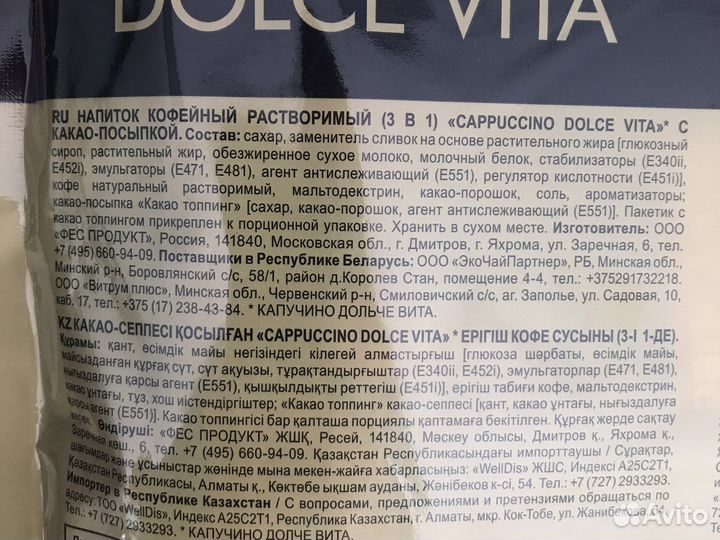 DOLCE VITA
RU НАПИТОК КОФЕЙНЫЙ РАСТВОРИМЫЙ (3 В 1) «CAPPUCCINO DOLCE VITA»* С
КАКАО-ПОСЫПКОЙ. Состав: сахар, заменитель сливок на основе растительного жира [глюкозный
сироп, растительный жир, обезжиренное сухое молоко, молочный белок, стабилизаторы (E340ii,
E452i), эмульгаторы (E471, E481), агент антислеживающий (E551), регулятор кислотности (E451i)],
кофе натуральный растворимый, мальтодекстрин, какао-порошок, соль, ароматизаторы;
какао-посыпка «Какао топпинг» [сахар, какао-порошок, агент антислеживающий (E551)]. Пакетик с
какао топпингом прикреплен к порционной упаковке. Хранить в сухом месте. Изготовитель: ООО
«ФЕС ПРОДУКТ», Россия, 141840, Московская обл., г. Дмитров, г. Яхрома, ул. Заречная, 6, тел.
+7 (495) 660-94-09. Поставщики в Республике Беларусь: ООО «ЭкоЧайПартнер», РБ, Минская обл.,
Минский р-н, Боровлянский с/с, 58/1, район д.Королев Стан, помещение 4-4, тел.: +375291732218.
ООО «Витрум плюс», Минская обл., Червенский р-н, Смиловичский с/с, аг. Заполье, ул. Садовая, 10,
каб. 17, тел.: +375 (17) 238-43-84. * КАПУЧИНО ДОЛЬЧЕ ВИТА.
KZ КАКАО-СЕППЕСІ ҚОСЫЛҒАН «CAPPUCCINO DOLCE VITA» * ЕРІГІШ КОФЕ СУСЫНЫ (3-І 1-ДЕ).
Құрамы: қант, өсімдік майы негізіндегі кілегей алмастырғыш [глюкоза шәрбаты, өсімдік майы,
майсызданған құрғақ сүт, сүт ақуызы, тұрақтандырғыштар (E340ii, E452i), эмульгаторлар (E471, E481),
нығыздалуға қарсы агент (E551), қышқылдықты реттегіш (E451i)], ерігіш табиғи кофе, мальтодекстрин,
какао ұнтағы, тұз, хош иістендіргіштер; «Какао топпинг» какао-сеппесі [қант, какао ұнтағы, нығыздалуға
қарсы агент (E551)]. Какао топпингісі бар қалташа порциялы қаптамаға бекітілген. Құрғақ жерде сақтау
керек. Өндіруші: «ФЕС ПРОДУКТ» ЖШҚ, Ресей, 141840, Мәскеу облысы, Дмитров қ., Яхрома қ.,
Заречная көш., 6, тел.: +7 (495) 660-94-09. Қазақстан Республикасындағы импорттаушы / Сұрақтар,
шағымдар және ұсыныстар жөнінде мына мекен-жайға хабарласыңыз: «WellDis» ЖШС, Индексі A25C2T1,
Қазақстан Республикасы, Алматы қ., Көктөбе ықшам ауданы, Жәнібеков к-сі, 54. Тел.: +7 (727) 2933293.
Импортер в Республике Казахстан / С вопросами, предложениями и претензиями обращаться по
адресу: ТОО «WellDis», Индекс A25C2T1, Республика Казахстан, г. Алматы, мкр. Кок-Тобе, ул. Жанибекова 54,
Тел.: +7 (727) 2933293. * КАПУЧИНО ДОЛЬЧЕ ВИТА.
Avito